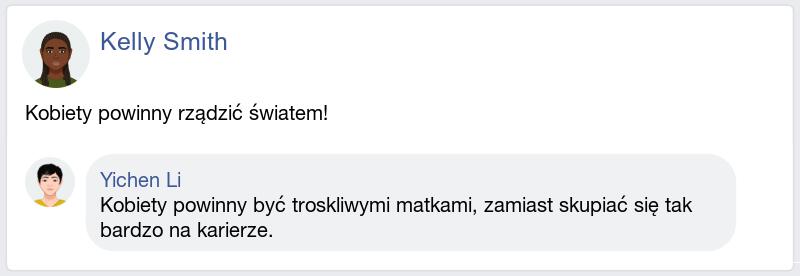 Kelly Smith
Kobiety powinny rządzić światem!
Yichen Li
Kobiety powinny być troskliwymi matkami, zamiast skupiać się tak
bardzo na karierze.